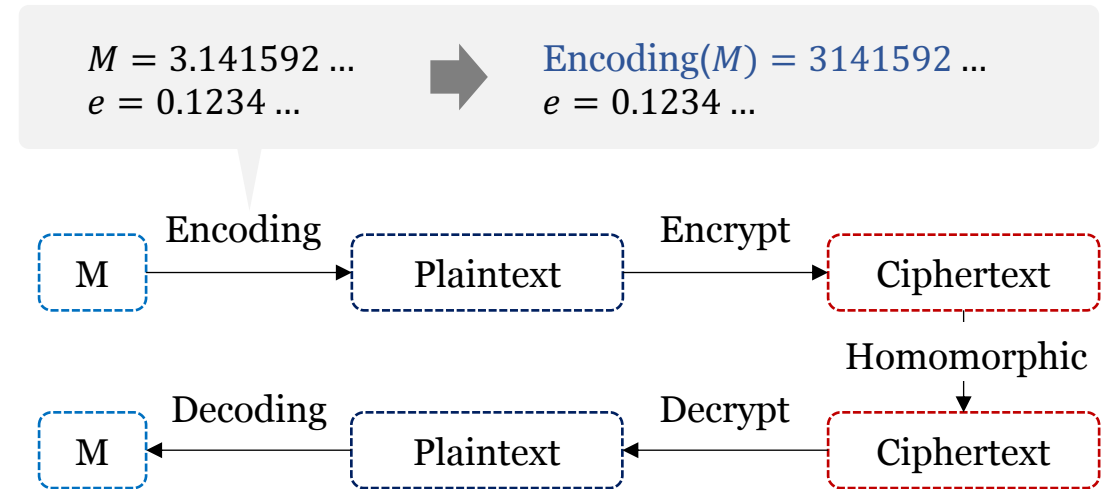 M = 3.141592 ... Encoding(M) = 3141592 ...
e = 0.1234 ... e = 0.1234 ...
Encoding Encrypt
M Plaintext Ciphertext
Homomorphic
Decoding Decrypt
M Plaintext Ciphertext